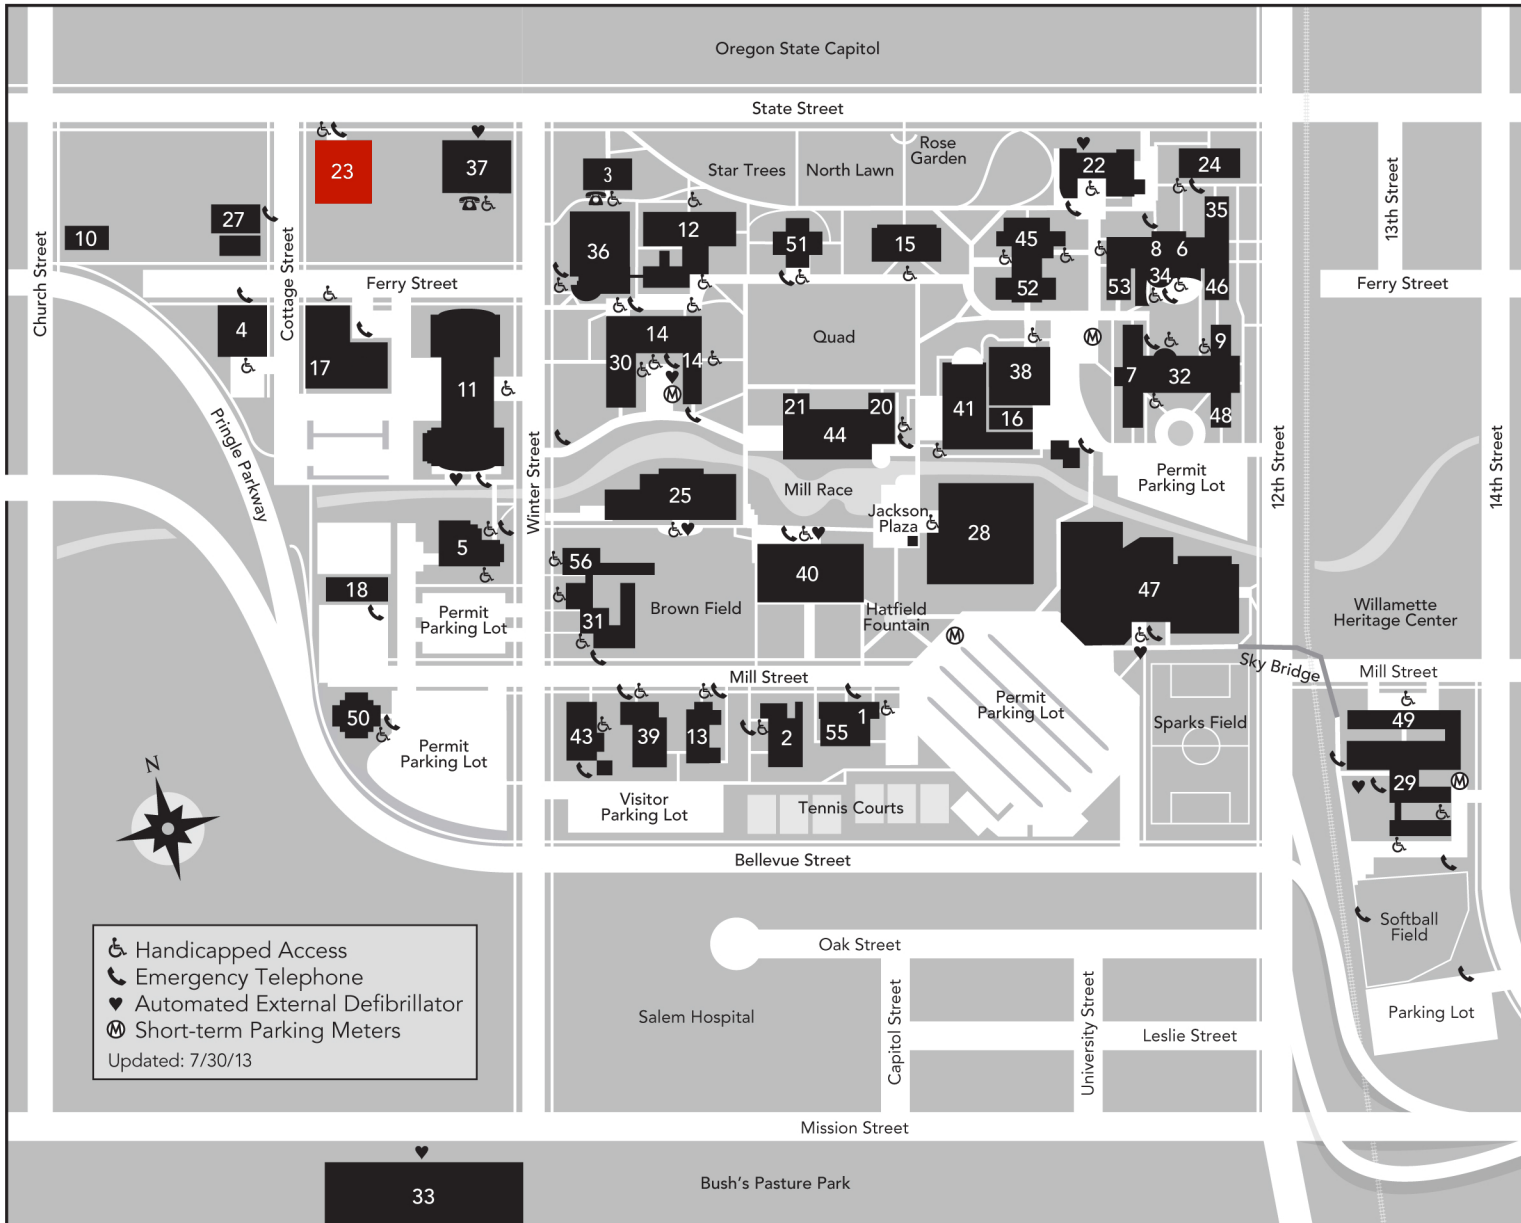 Oregon State Capitol
State Street
Church Street
Cottage Street
Winter Street
12th Street
13th Street
14th Street
Pringle Parkway
23
37
3
Star Trees
North Lawn
Rose
Garden
22
24
27
10
36
12
51
15
45
52
8
6
35
34
53
46
Ferry Street
Ferry Street
4
17
11
14
30
14
M
Quad
M
38
41
16
7
9
32
48
21
20
44
Permit
Parking Lot
25
Mill Race
Jackson
Plaza
28
5
56
40
47
18
31
Brown Field
Hatfield
Fountain
M
Permit
Parking Lot
Willamette
Heritage Center
Mill Street
Sky Bridge
Mill Street
50
Permit
Parking Lot
43
39
13
2
1
55
Permit
Parking Lot
Sparks Field
49
29
M
N
Visitor
Parking Lot
Tennis Courts
Bellevue Street
Softball
Field
Oak Street
Capitol Street
University Street
Salem Hospital
Leslie Street
Parking Lot
Handicapped Access
Emergency Telephone
Automated External Defibrillator
M Short-term Parking Meters
Updated: 7/30/13
Mission Street
33
Bush's Pasture Park